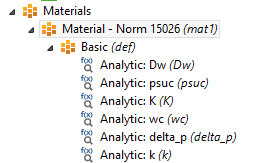 Materials
Material - Norm 15026 (mat1)
Basic (def)
f(x) Analytic: Dw (Dw)
f(x) Analytic: psuc (psuc)
f(x) Analytic: K (K)
f(x) Analytic: wc (wc)
f(x) Analytic: delta_p (delta_p)
f(x) Analytic: k (k)